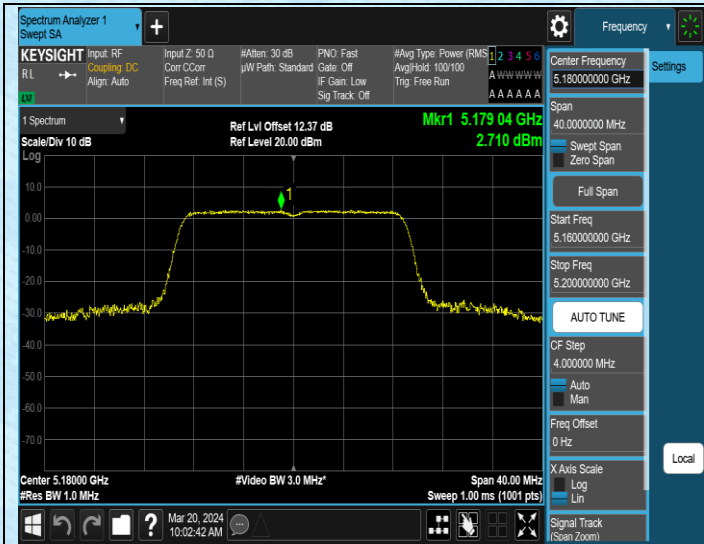 Spectrum Analyzer 1
Swept SA
+
Frequency
KEYSIGHT
RL
LXI
Input: RF
Coupling: DC
Align: Auto
Input Z: 50 Ω
Corr CCorr
Freq Ref: Int (S)
#Atten: 30 dB
µW Path: Standard
PNO: Fast
Gate: Off
IF Gain: Low
Sig Track: Off
#Avg Type: Power (RMS
Avg|Hold: 100/100
Trig: Free Run
1 2 3 4 5 6
A W W W W W
A A A A A A
Center Frequency
5.180000000 GHz
Settings
Span
40.0000000 MHz
Swept Span
Zero Span
Full Span
Start Freq
5.160000000 GHz
Stop Freq
5.200000000 GHz
AUTO TUNE
CF Step
4.000000 MHz
Auto
Man
Freq Offset
0 Hz
X Axis Scale
Log
Lin
Signal Track
(Span Zoom)
Local
1 Spectrum
Scale/Div 10 dB
Log
Ref Lvl Offset 12.37 dB
Ref Level 20.00 dBm
Mkr1 5.179 04 GHz
2.710 dBm
1
10.0
0.00
-10.0
-20.0
-30.0
-40.0
-50.0
-60.0
-70.0
Center 5.18000 GHz
#Res BW 1.0 MHz
#Video BW 3.0 MHz*
Span 40.00 MHz
Sweep 1.00 ms (1001 pts)
?
Mar 20, 2024
10:02:42 AM